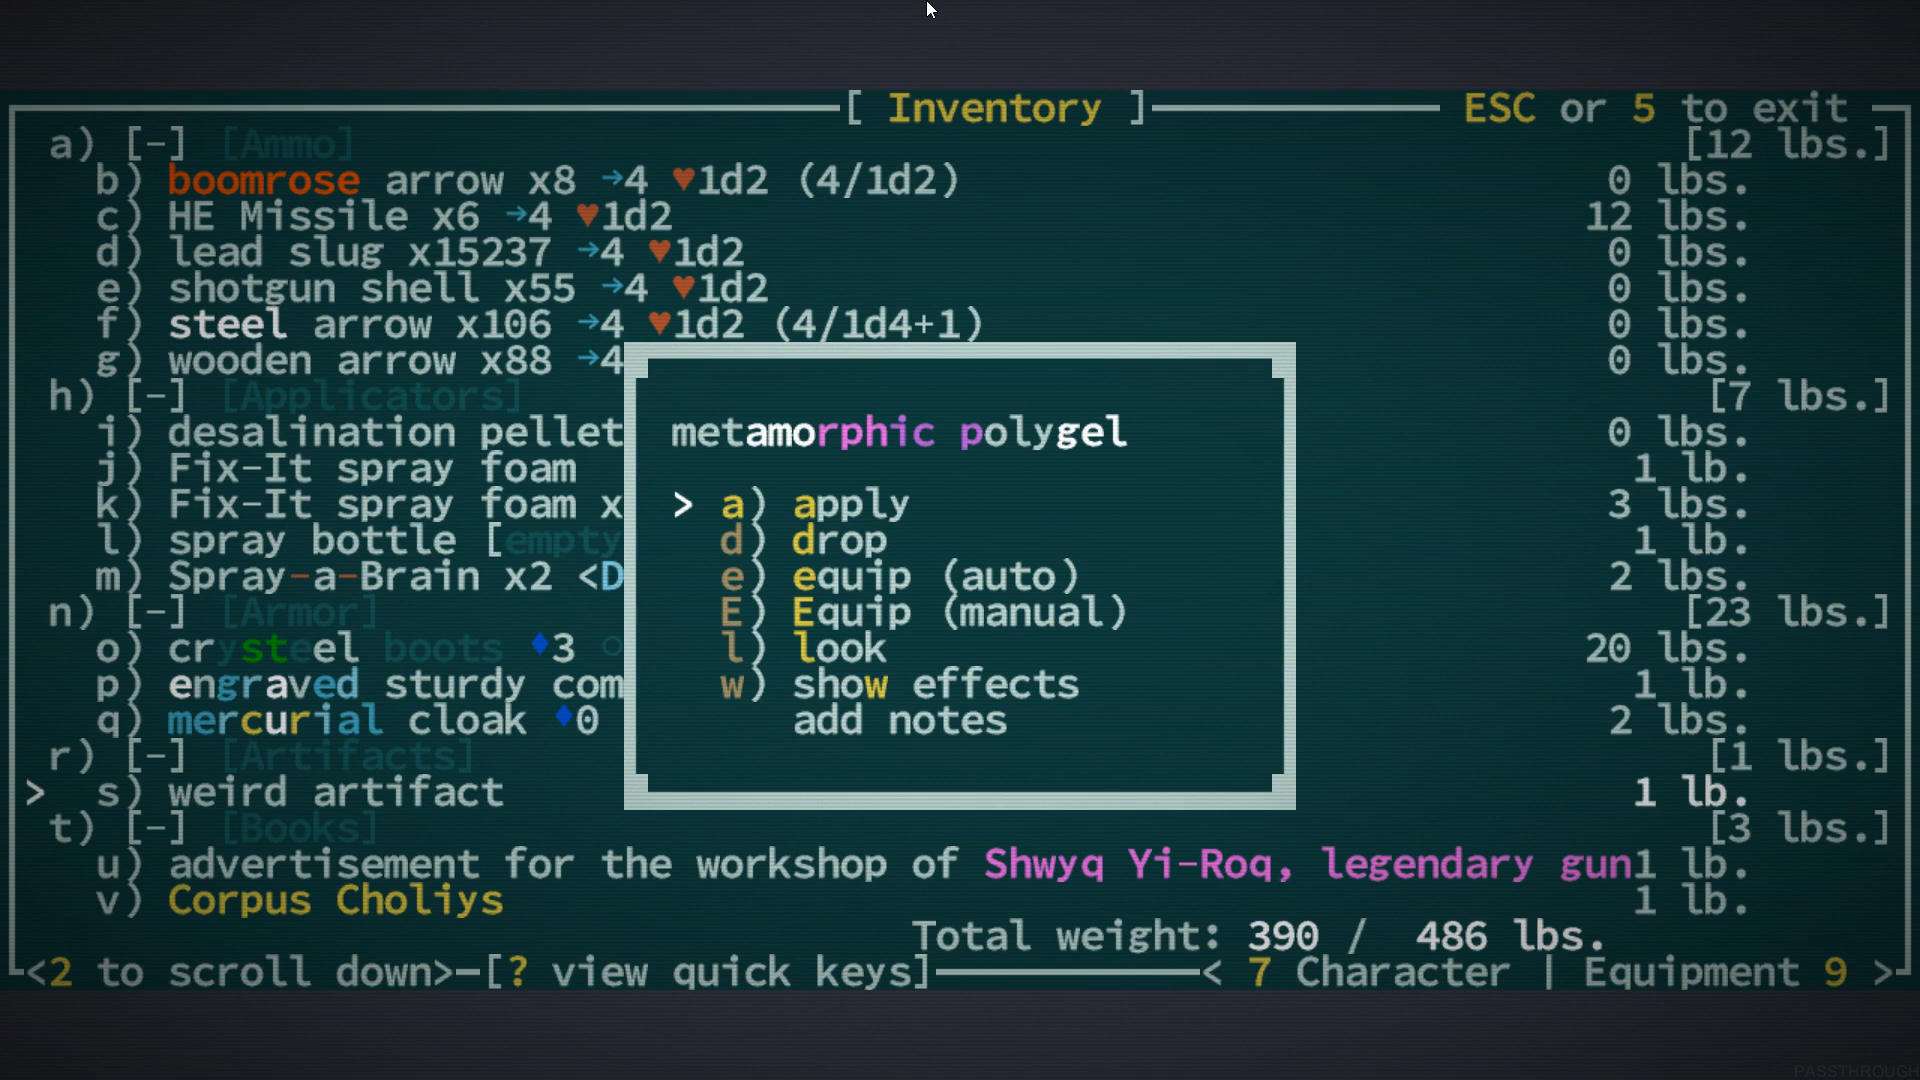 [ Inventory ] ESC or 5 to exit
a) [-] [Ammo] [12 lbs.]
b) boomrose arrow x8 →4 ♥1d2 (4/1d2) 0 lbs.
c) HE Missile x6 →4 ♥1d2 12 lbs.
d) lead slug x15237 →4 ♥1d2 0 lbs.
e) shotgun shell x55 →4 ♥1d2 0 lbs.
f) steel arrow x106 →4 ♥1d2 (4/1d4+1) 0 lbs.
g) wooden arrow x88 →4 0 lbs.
h) [-] [Applicators] [7 lbs.]
i) desalination pellet 0 lbs.
j) Fix-It spray foam 1 lb.
k) Fix-It spray foam x 3 lbs.
l) spray bottle [empty 1 lb.
m) Spray-a-Brain x2 <D 2 lbs.
n) [-] [Armor] [23 lbs.]
o) crysteel boots ♦3 ○ 20 lbs.
p) engraved sturdy com 1 lb.
q) mercurial cloak ♦0 2 lbs.
r) [-] [Artifacts] [1 lbs.]
> s) weird artifact 1 lb.
t) [-] [Books] [3 lbs.]
u) advertisement for the workshop of Shwyq Yi-Roq, legendary gun1 lb.
v) Corpus Choliys 1 lb.
Total weight: 390 / 486 lbs.
<2 to scroll down> [? view quick keys] < 7 Character | Equipment 9 >
metamorphic polygel
> a) apply
d) drop
e) equip (auto)
E) Equip (manual)
l) look
w) show effects
add notes
PASSTHROUGH